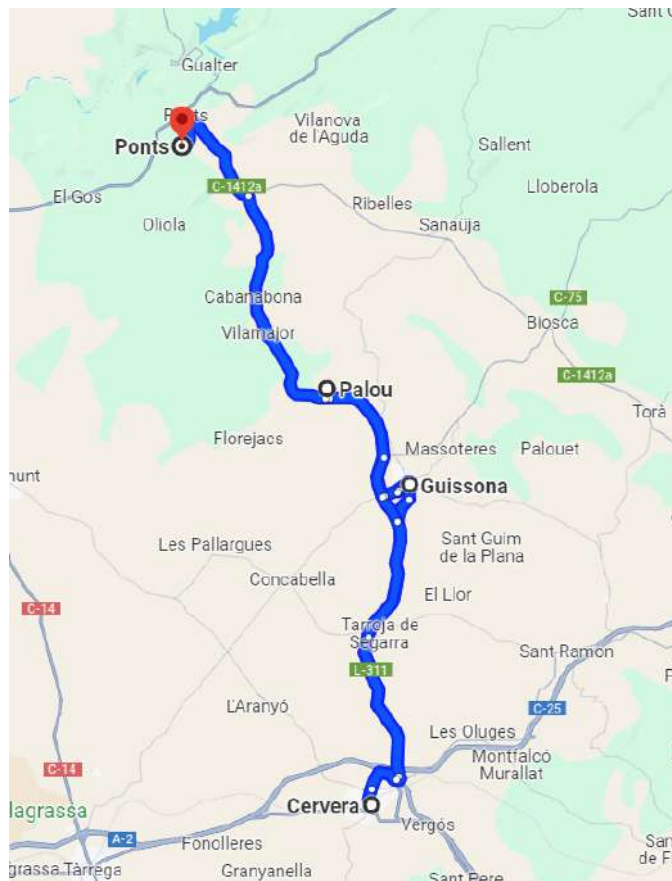 Sant
Gualter
Ponts
Ponts
Vilanova
de l'Aguda
Sallent
C-1412a
Lloberola
El Gos
Ribelles
Oliola
Sanaüja
Cabanabona
C-75
Vilamajor
Biosca
C-1412a
Palou
Torà
Florejacs
Massoteres
Palouet
Guissona
Les Pallargues
Sant Guim
de la Plana
Concabella
El Llor
C-14
Tarroja de
Segarra
Sant Ramon
L-311
L'Aranyó
C-25
Les Oluges
Montfalcó
Murallat
C-14
Cervera
Vergós
A-2
Fonolleres
Granyanella
Sant Pere